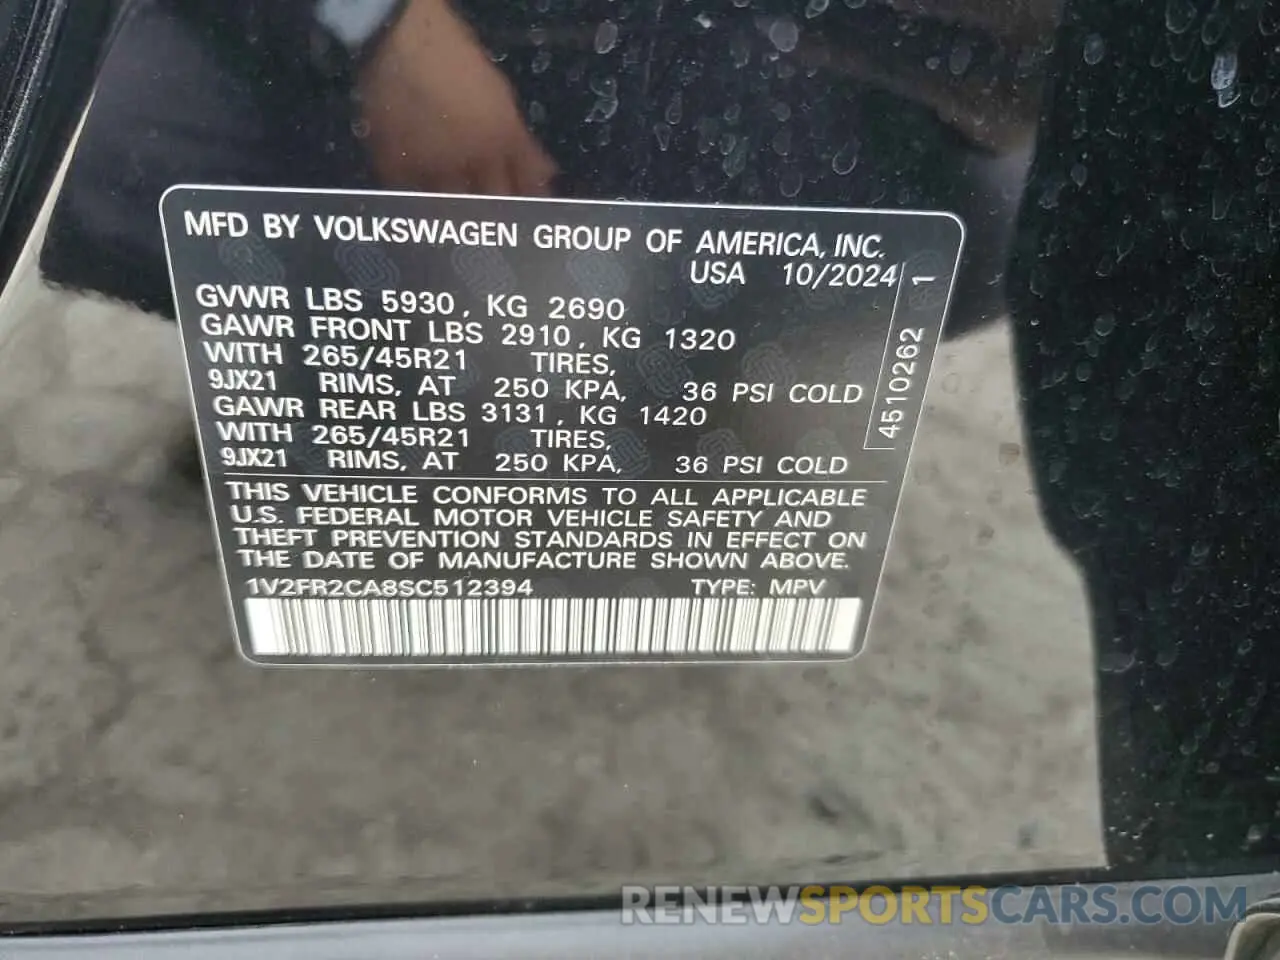 MFD BY VOLKSWAGEN GROUP OF AMERICA, INC.
USA 10/2024
GVWR LBS 5930, KG 2690
GAWR FRONT LBS 2910, KG 1320
WITH 265/45R21 TIRES,
9JX21 RIMS, AT 250 KPA, 36 PSI COLD
GAWR REAR LBS 3131, KG 1420
WITH 265/45R21 TIRES,
9JX21 RIMS, AT 250 KPA, 36 PSI COLD
4510262 1
THIS VEHICLE CONFORMS TO ALL APPLICABLE
U.S. FEDERAL MOTOR VEHICLE SAFETY AND
THEFT PREVENTION STANDARDS IN EFFECT ON
THE DATE OF MANUFACTURE SHOWN ABOVE.
1V2FR2CA8SC512394 TYPE: MPV
RENEWSPORTSCARS.COM